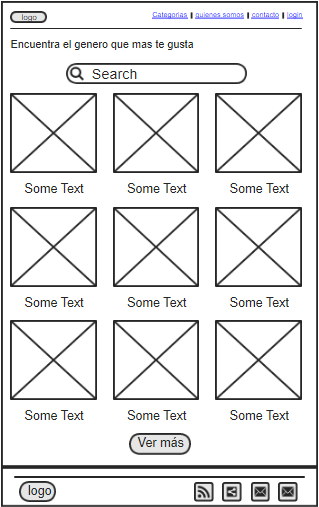 logo Categorías | quienes somos | contacto | login
Encuentra el genero que mas te gusta
Search
Some Text Some Text Some Text
Some Text Some Text Some Text
Some Text Some Text Some Text
Ver más
logo